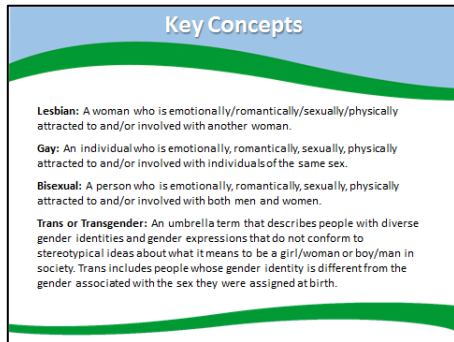 Key Concepts
Lesbian: A woman who is emotionally/romantically/sexually/physically
attracted to and/or involved with another woman.
Gay: An individual who is emotionally, romantically, sexually, physically
attracted to and/or involved with individuals of the same sex.
Bisexual: A person who is emotionally, romantically, sexually, physically
attracted to and/or involved with both men and women.
Trans or Transgender: An umbrella term that describes people with diverse
gender identities and gender expressions that do not conform to
stereotypical ideas about what it means to be a girl/woman or boy/man in
society. Trans includes people whose gender identity is different from the
gender associated with the sex they were assigned at birth.